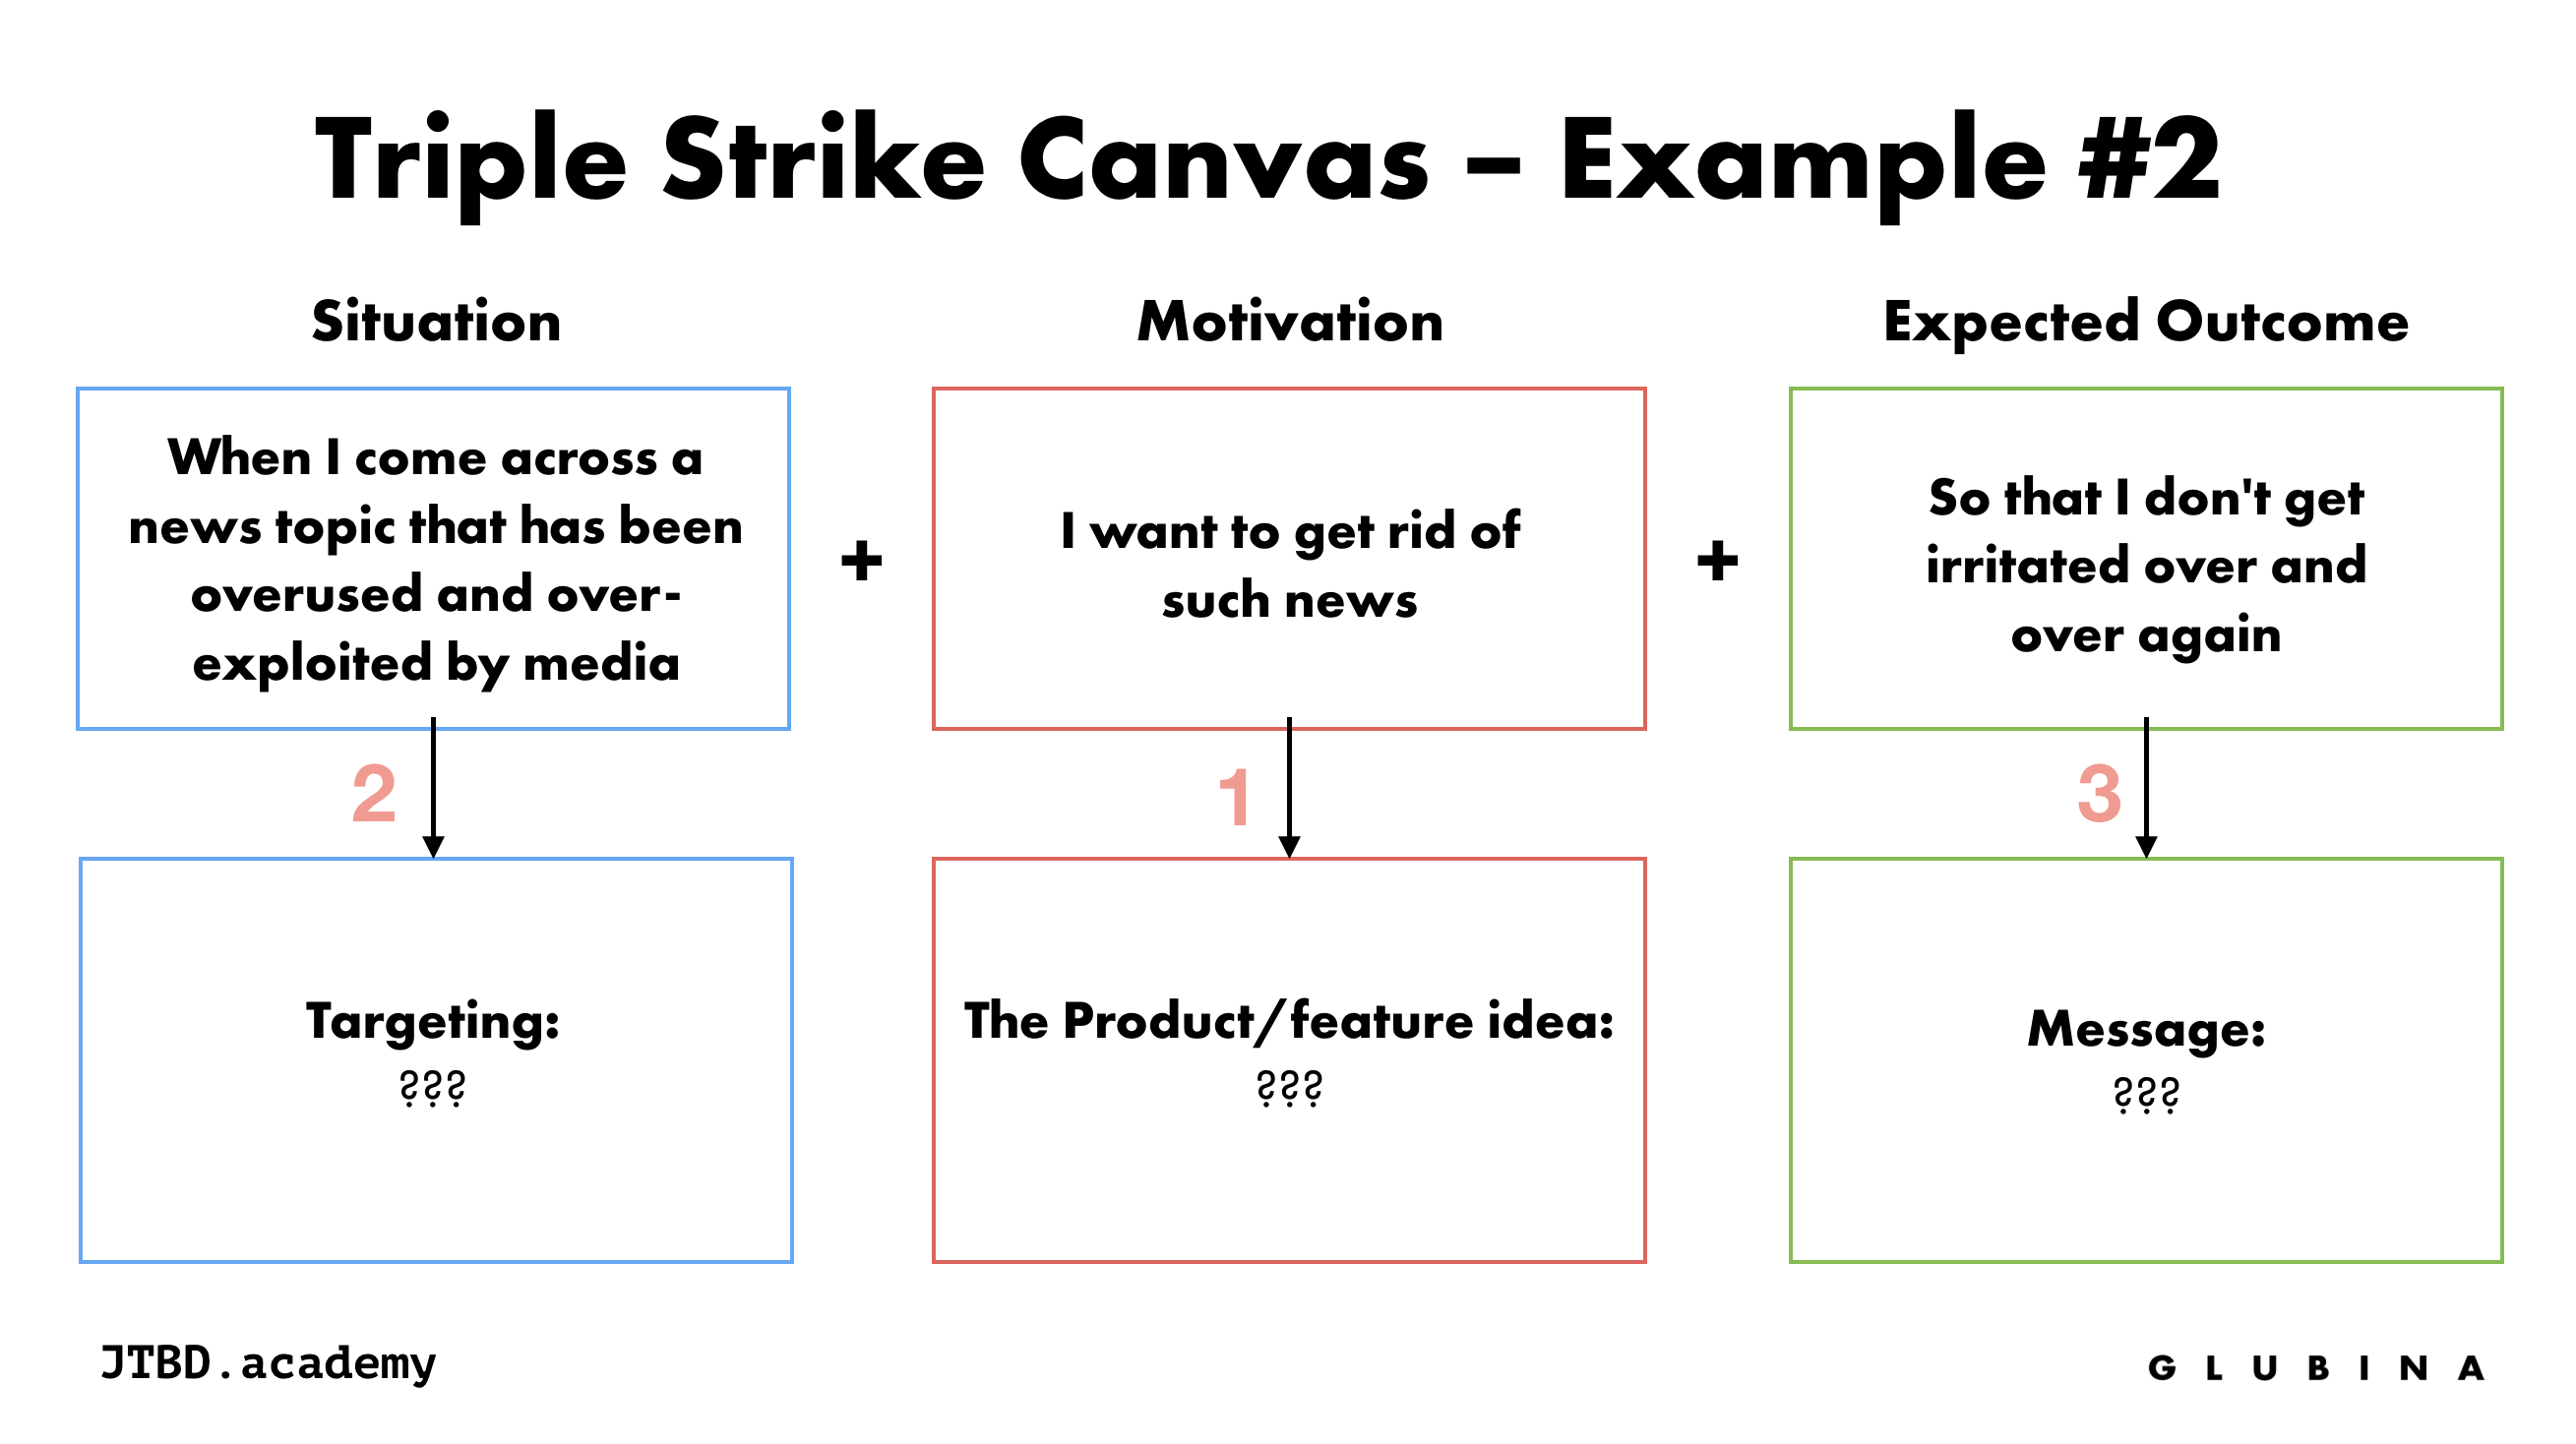 Triple Strike Canvas – Example #2
Situation
Motivation
Expected Outcome
When I come across a
news topic that has been
overused and over-
exploited by media
+
I want to get rid of
such news
+
So that I don't get
irritated over and
over again
2
1
3
Targeting:
???
The Product/feature idea:
???
Message:
???
JTBD.academy
GLUBINA